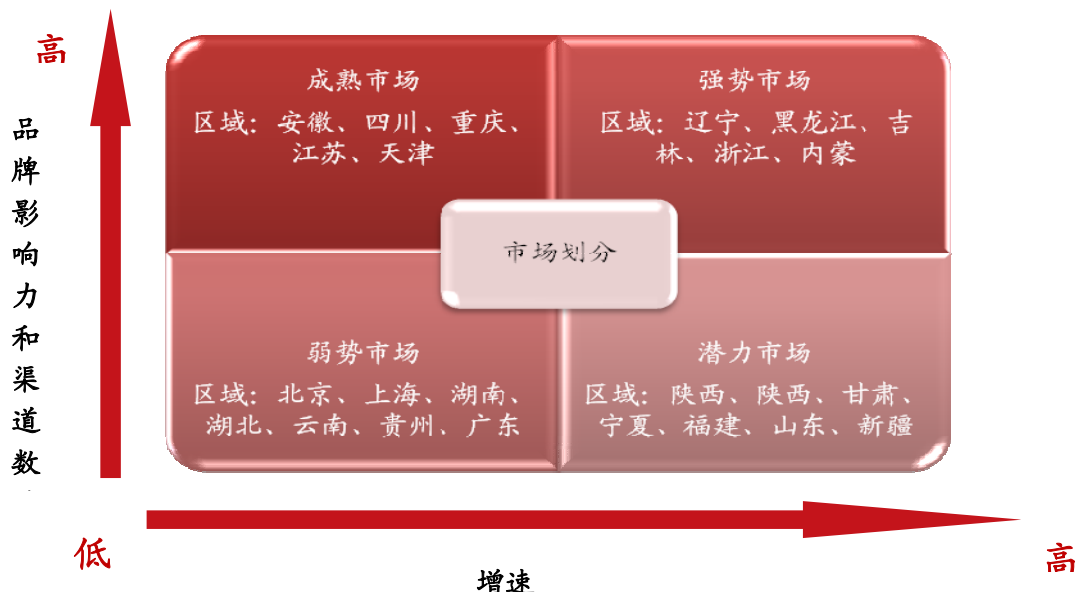 高
品牌影响力和渠道数
成熟市场
区域：安徽、四川、重庆、
江苏、天津
强势市场
区域：辽宁、黑龙江、吉
林、浙江、内蒙
市场划分
弱势市场
区域：北京、上海、湖南、
湖北、云南、贵州、广东
潜力市场
区域：陕西、陕西、甘肃、
宁夏、福建、山东、新疆
低
增速
高